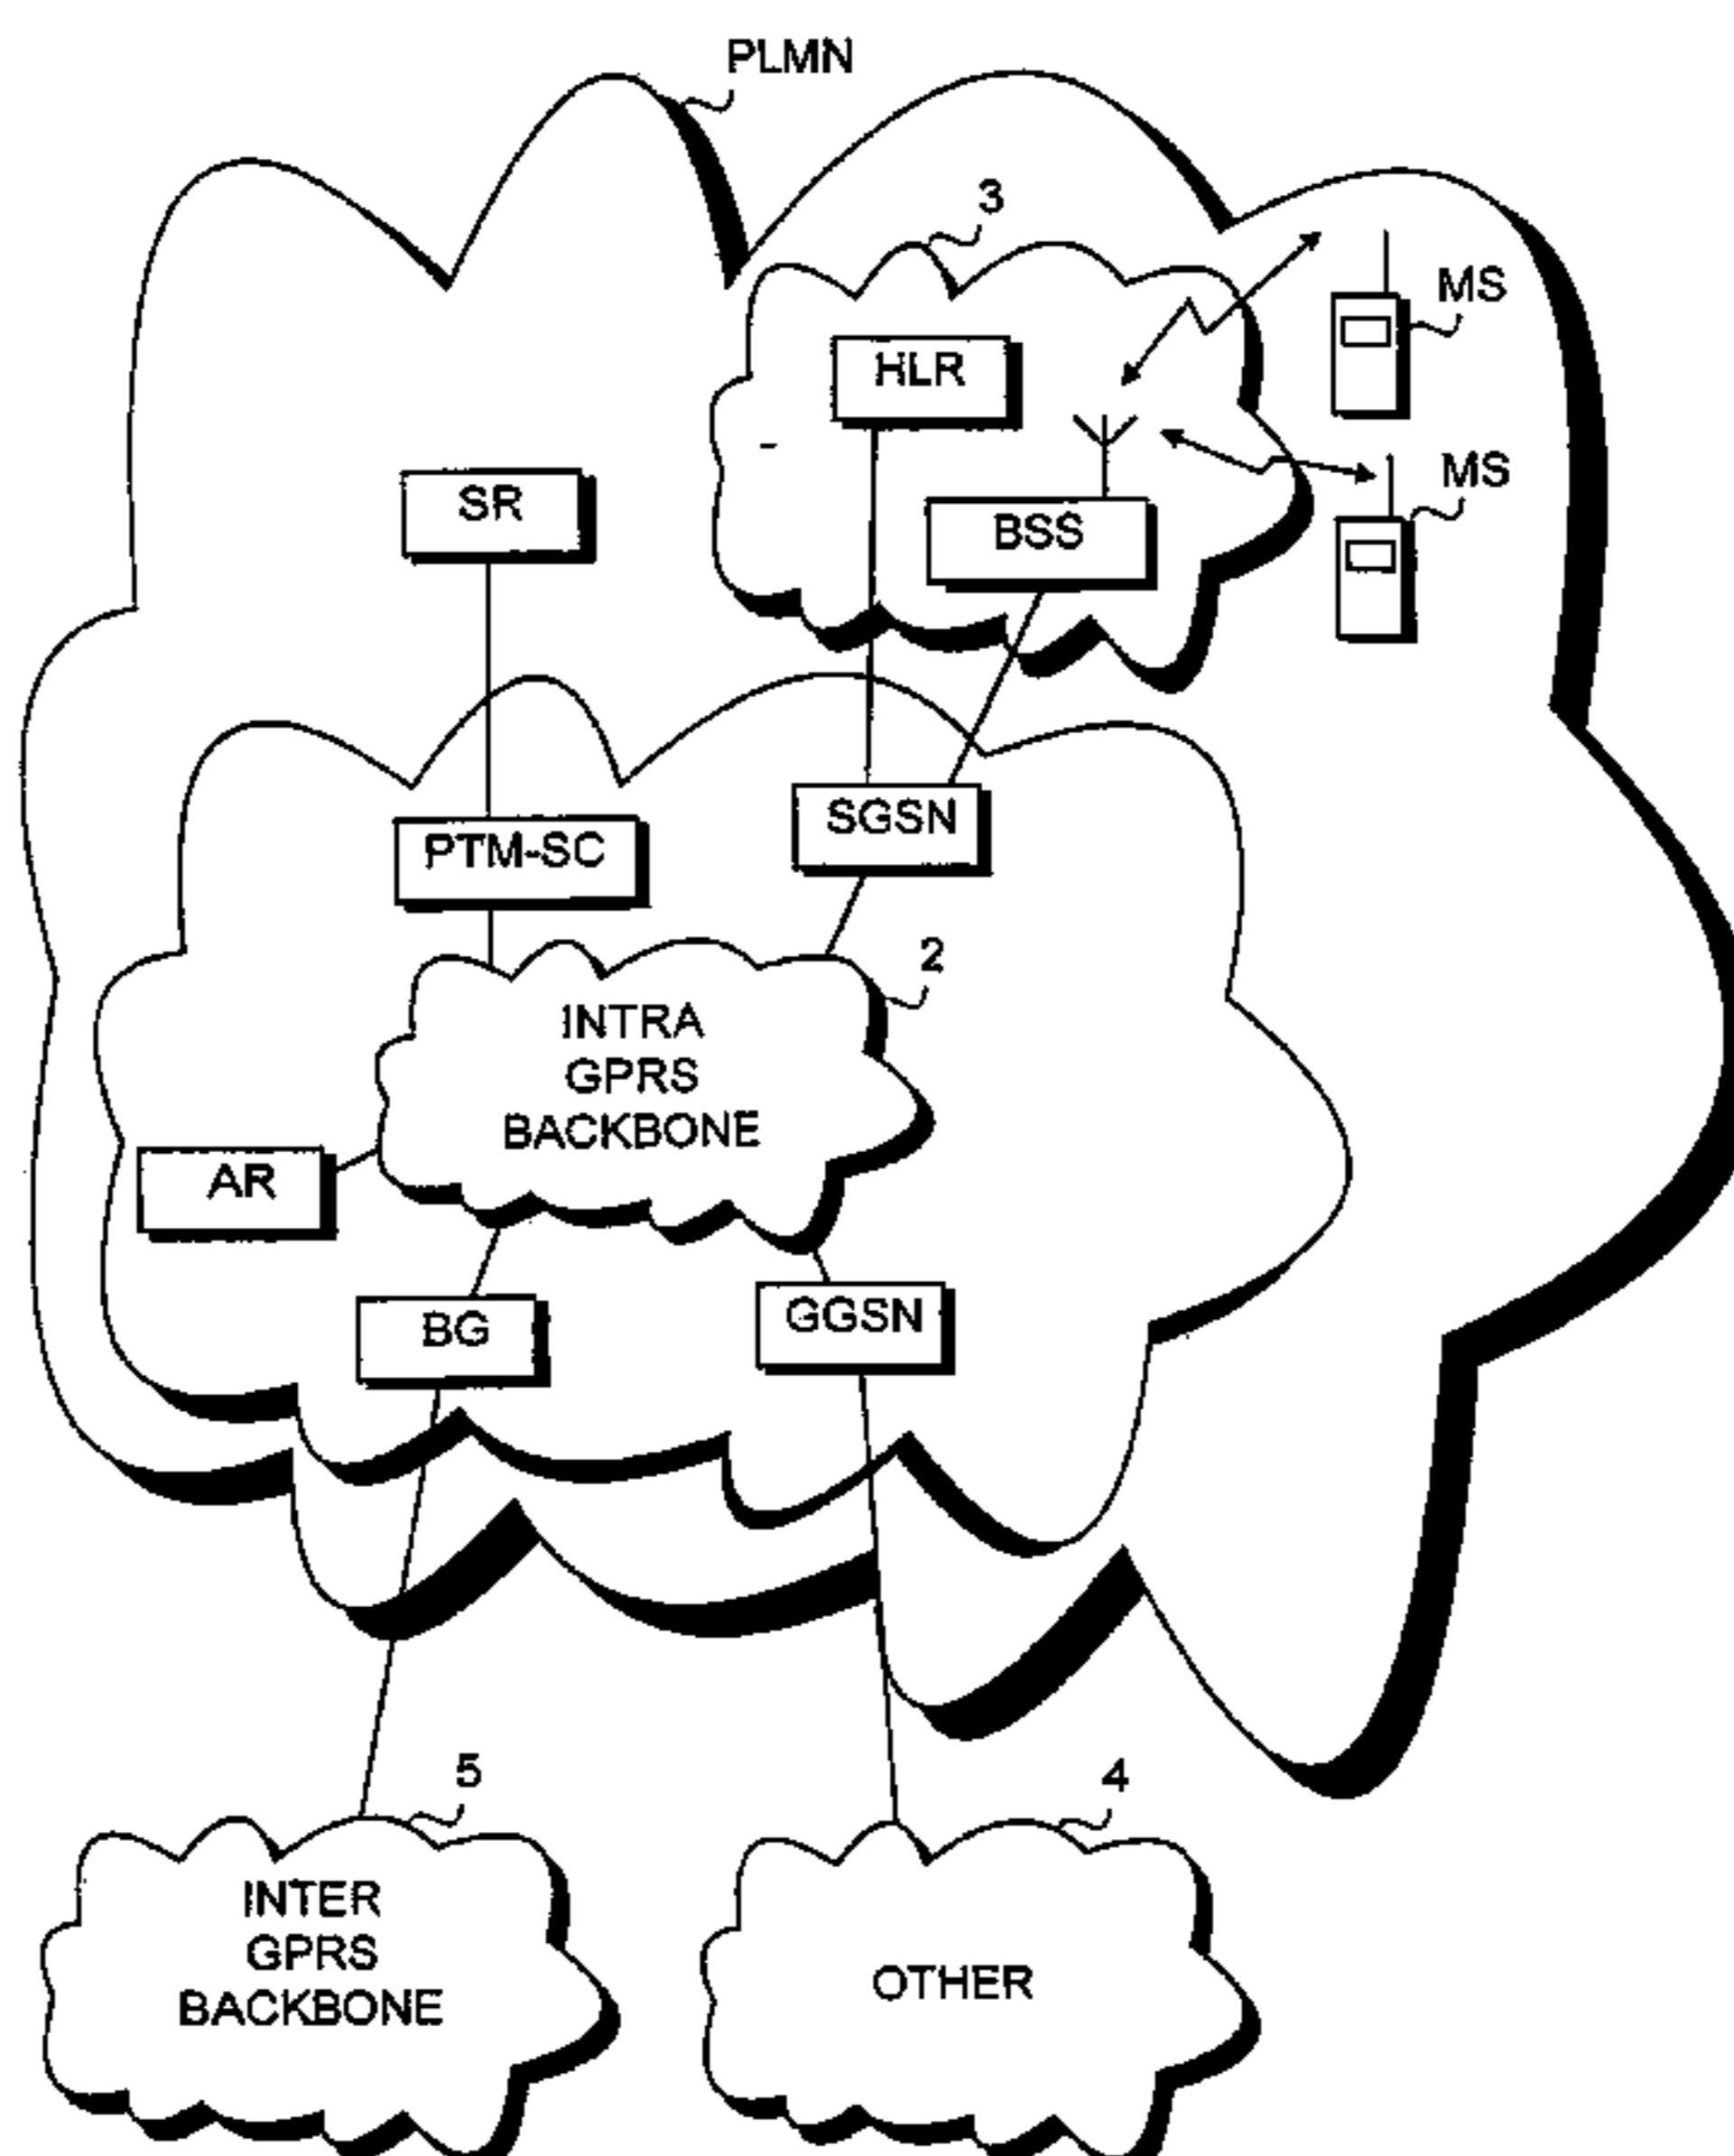 PLMN
3
MS
HLR
MS
SR
BSS
SGSN
PTM-SC
2
INTRA
GPRS
BACKBONE
AR
GGSN
BG
5
4
INTER
GPRS
BACKBONE
OTHER